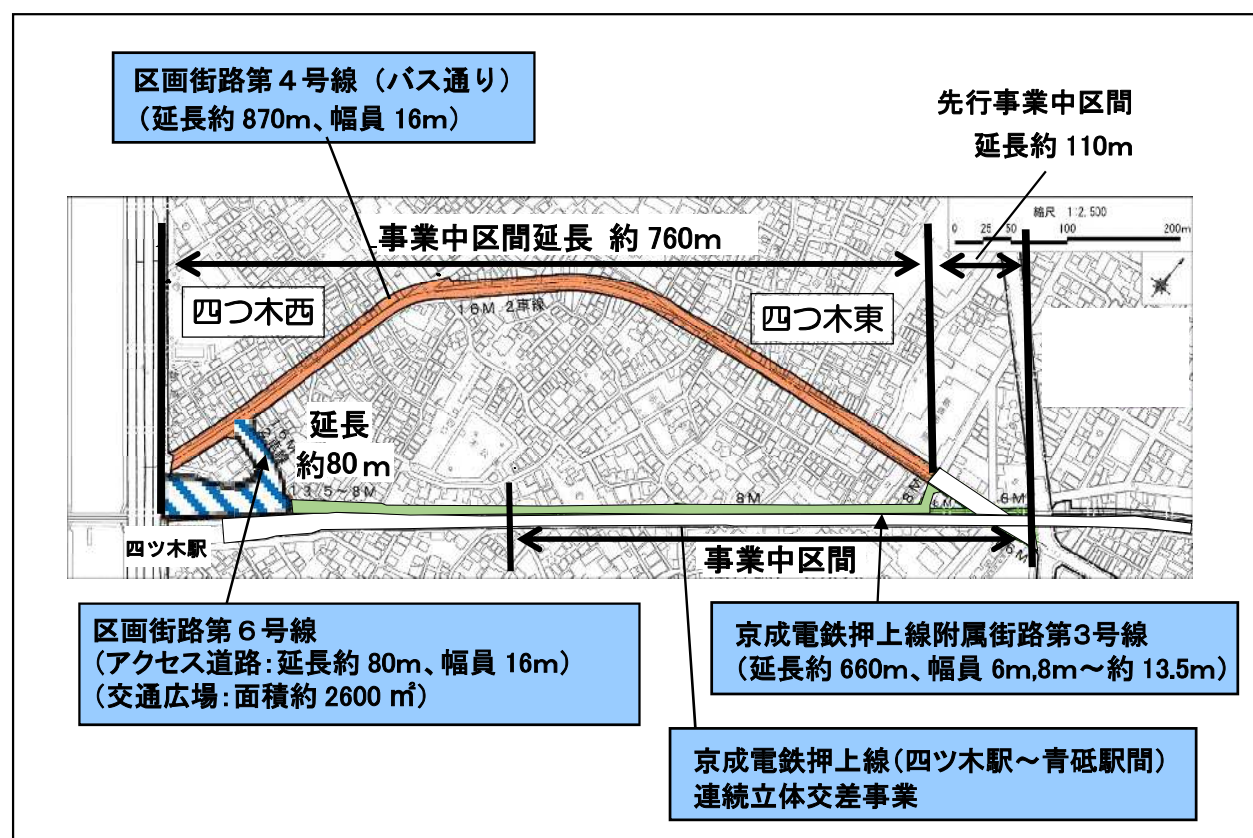 区画街路第４号線（バス通り）
（延長約 870ｍ、幅員 16ｍ）
先行事業中区間
延長約 110ｍ
縮尺 1:2,500
0 25 50 100 200m
事業中区間延長 約 760ｍ
四つ木西
16M 2車線
四つ木東
延長
約80ｍ
16M
13.5～8M
8M
8M
6M
6M
四ツ木駅
事業中区間
6M
区画街路第６号線
（アクセス道路：延長約 80ｍ、幅員 16ｍ）
（交通広場：面積約 2600 ㎡）
京成電鉄押上線附属街路第３号線
（延長約 660ｍ、幅員 6ｍ,8ｍ～約 13.5ｍ）
京成電鉄押上線（四ツ木駅～青砥駅間）
連続立体交差事業